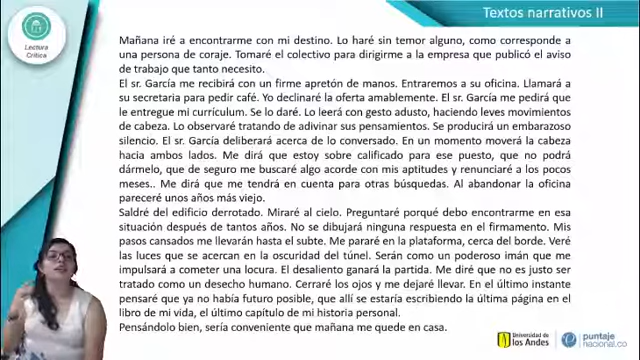 Textos narrativos II
Lectura
Crítica
Mañana iré a encontrarme con mi destino. Lo haré sin temor alguno, como corresponde a
una persona de coraje. Tomaré el colectivo para dirigirme a la empresa que publicó el aviso
de trabajo que tanto necesito.
El sr. García me recibirá con un firme apretón de manos. Entraremos a su oficina. Llamará a
su secretaria para pedir café. Yo declinaré la oferta amablemente. El sr. García me pedirá que
le entregue mi currículum. Se lo daré. Lo leerá con gesto adusto, haciendo leves movimientos
de cabeza. Lo observaré tratando de adivinar sus pensamientos. Se producirá un embarazoso
silencio. El sr. García deliberará acerca de lo conversado. En un momento moverá la cabeza
hacia ambos lados. Me dirá que estoy sobre calificado para ese puesto, que no podrá
dármelo, que de seguro me buscaré algo acorde con mis aptitudes y renunciaré a los pocos
meses.. Me dirá que me tendrá en cuenta para otras búsquedas. Al abandonar la oficina
pareceré unos años más viejo.
Saldré del edificio derrotado. Miraré al cielo. Preguntaré porqué debo encontrarme en esa
situación después de tantos años. No se dibujará ninguna respuesta en el firmamento. Mis
pasos cansados me llevarán hasta el subte. Me pararé en la plataforma, cerca del borde. Veré
las luces que se acercan en la oscuridad del túnel. Serán como un poderoso imán que me
impulsará a cometer una locura. El desaliento ganará la partida. Me diré que no es justo ser
tratado como un desecho humano. Cerraré los ojos y me dejaré llevar. En el último instante
pensaré que ya no había futuro posible, que allí se estaría escribiendo la última página en el
libro de mi vida, el último capítulo de mi historia personal.
Pensándolo bien, sería conveniente que mañana me quede en casa.
Universidad de
los Andes
puntaje
nacional.co